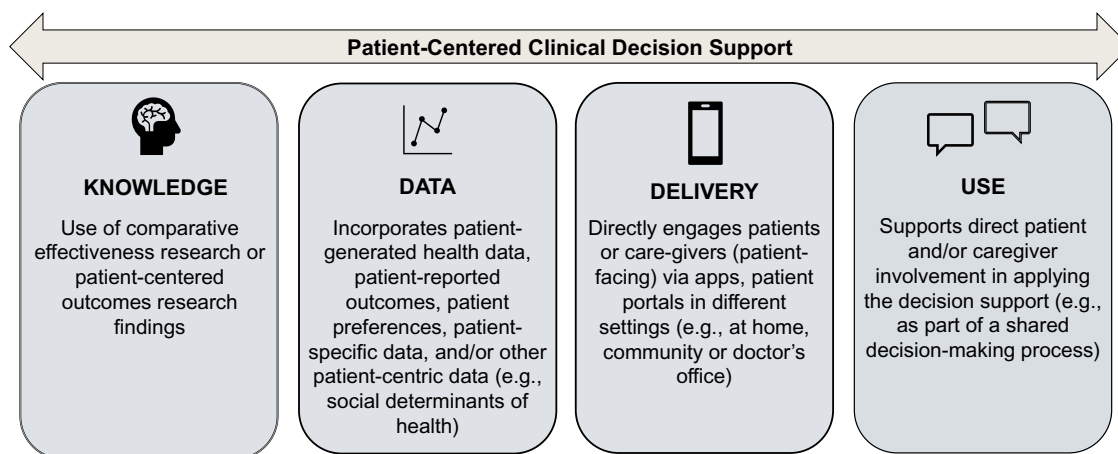 Patient-Centered Clinical Decision Support
KNOWLEDGE
Use of comparative
effectiveness research or
patient-centered
outcomes research
findings
DATA
Incorporates patient-
generated health data,
patient-reported
outcomes, patient
preferences, patient-
specific data, and/or other
patient-centric data (e.g.,
social determinants of
health)
DELIVERY
Directly engages patients
or care-givers (patient-
facing) via apps, patient
portals in different
settings (e.g., at home,
community or doctor's
office)
USE
Supports direct patient
and/or caregiver
involvement in applying
the decision support (e.g.,
as part of a shared
decision-making process)